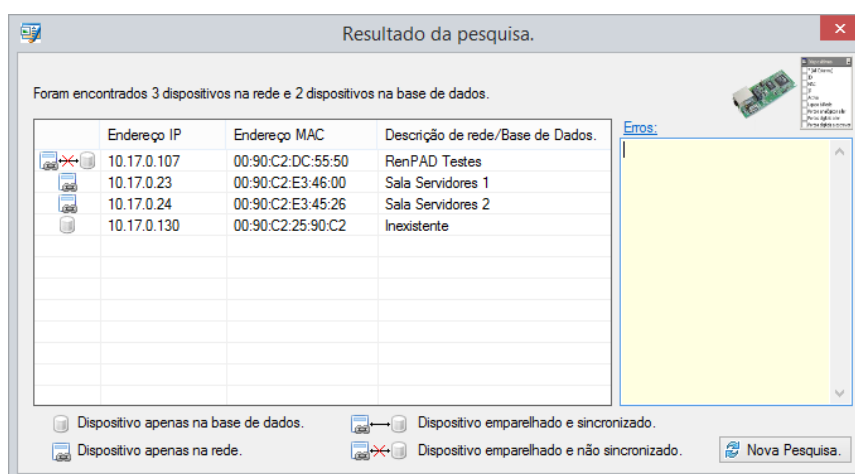 Resultado da pesquisa.
Foram encontrados 3 dispositivos na rede e 2 dispositivos na base de dados.
Endereço IP Endereço MAC Descrição de rede/Base de Dados.
10.17.0.107 00:90:C2:DC:55:50 RenPAD Testes
10.17.0.23 00:90:C2:E3:46:00 Sala Servidores 1
10.17.0.24 00:90:C2:E3:45:26 Sala Servidores 2
10.17.0.130 00:90:C2:25:90:C2 Inexistente
Erros:
Dispositivo apenas na base de dados. Dispositivo emparelhado e sincronizado.
Dispositivo apenas na rede. Dispositivo emparelhado e não sincronizado.
Nova Pesquisa.